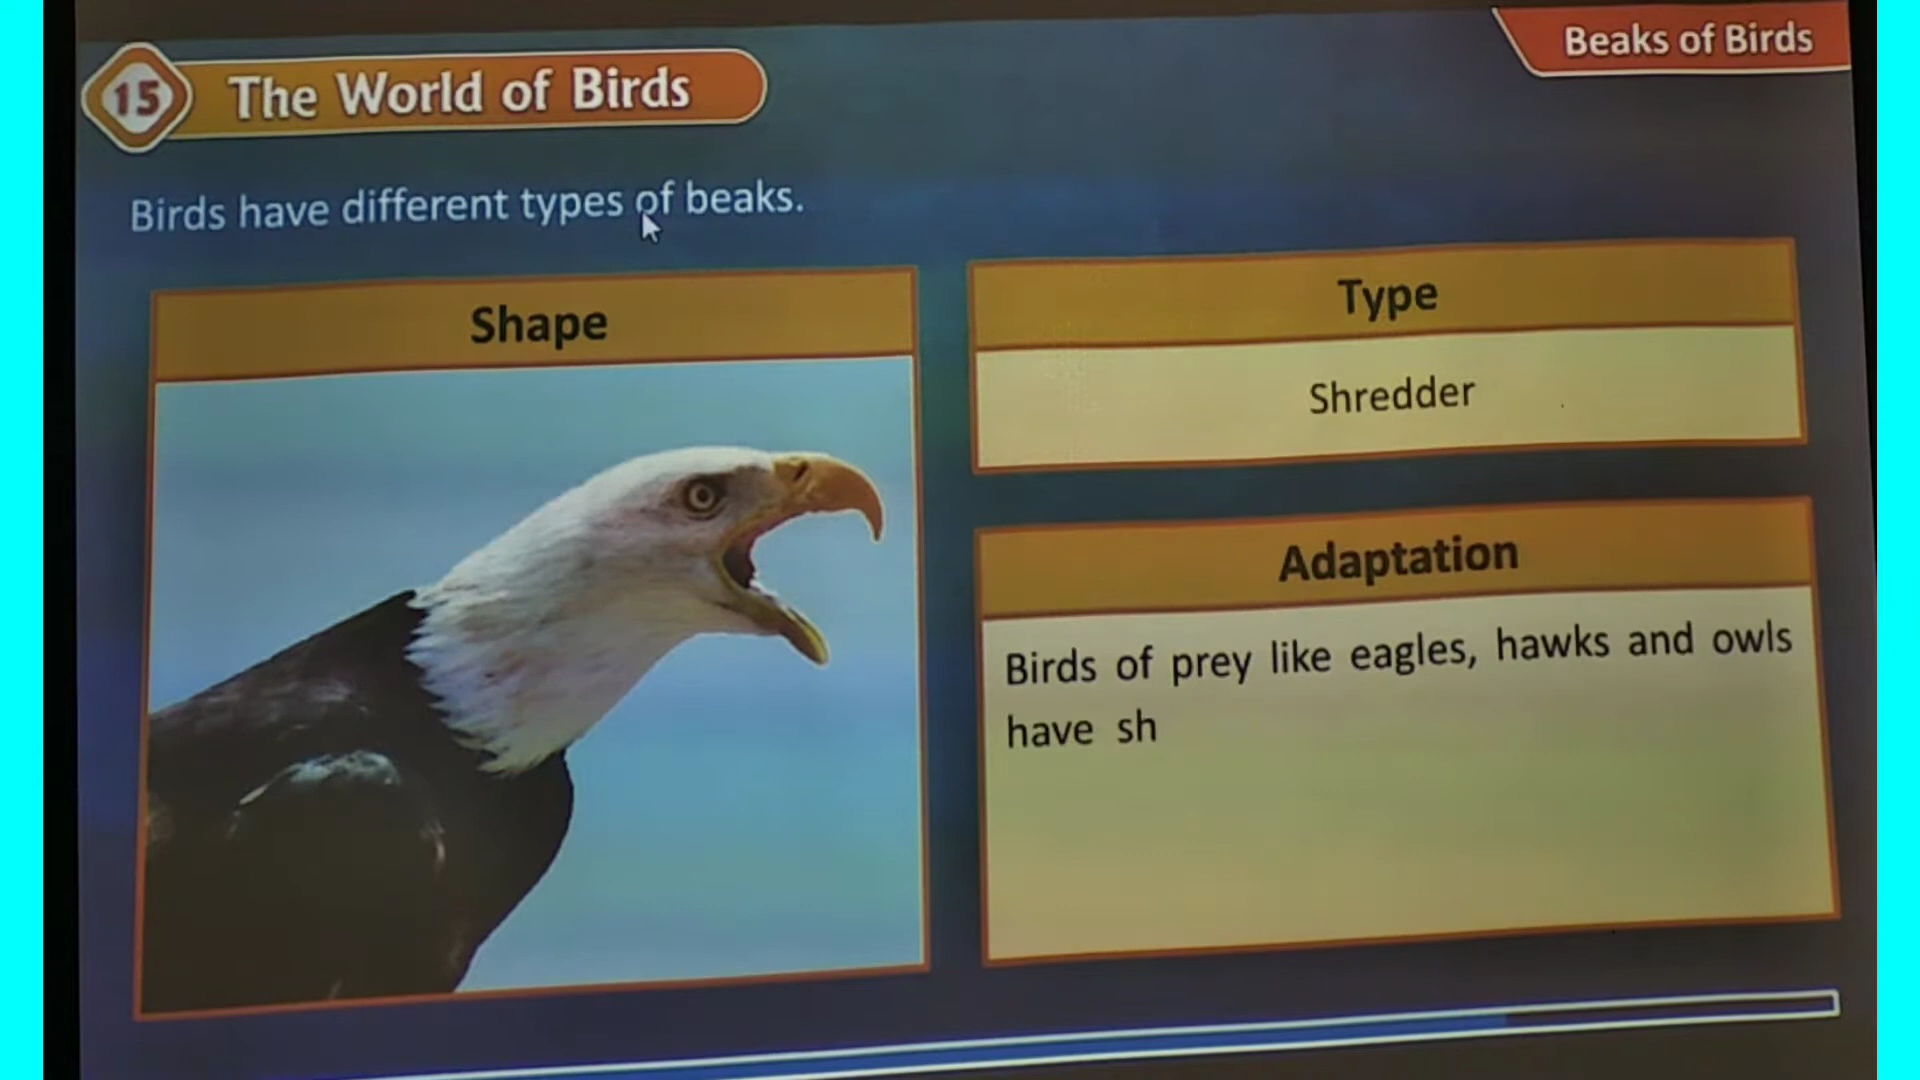 Beaks of Birds
15 The World of Birds
Birds have different types of beaks.
Shape
Type
Shredder
Adaptation
Birds of prey like eagles, hawks and owls
have sh